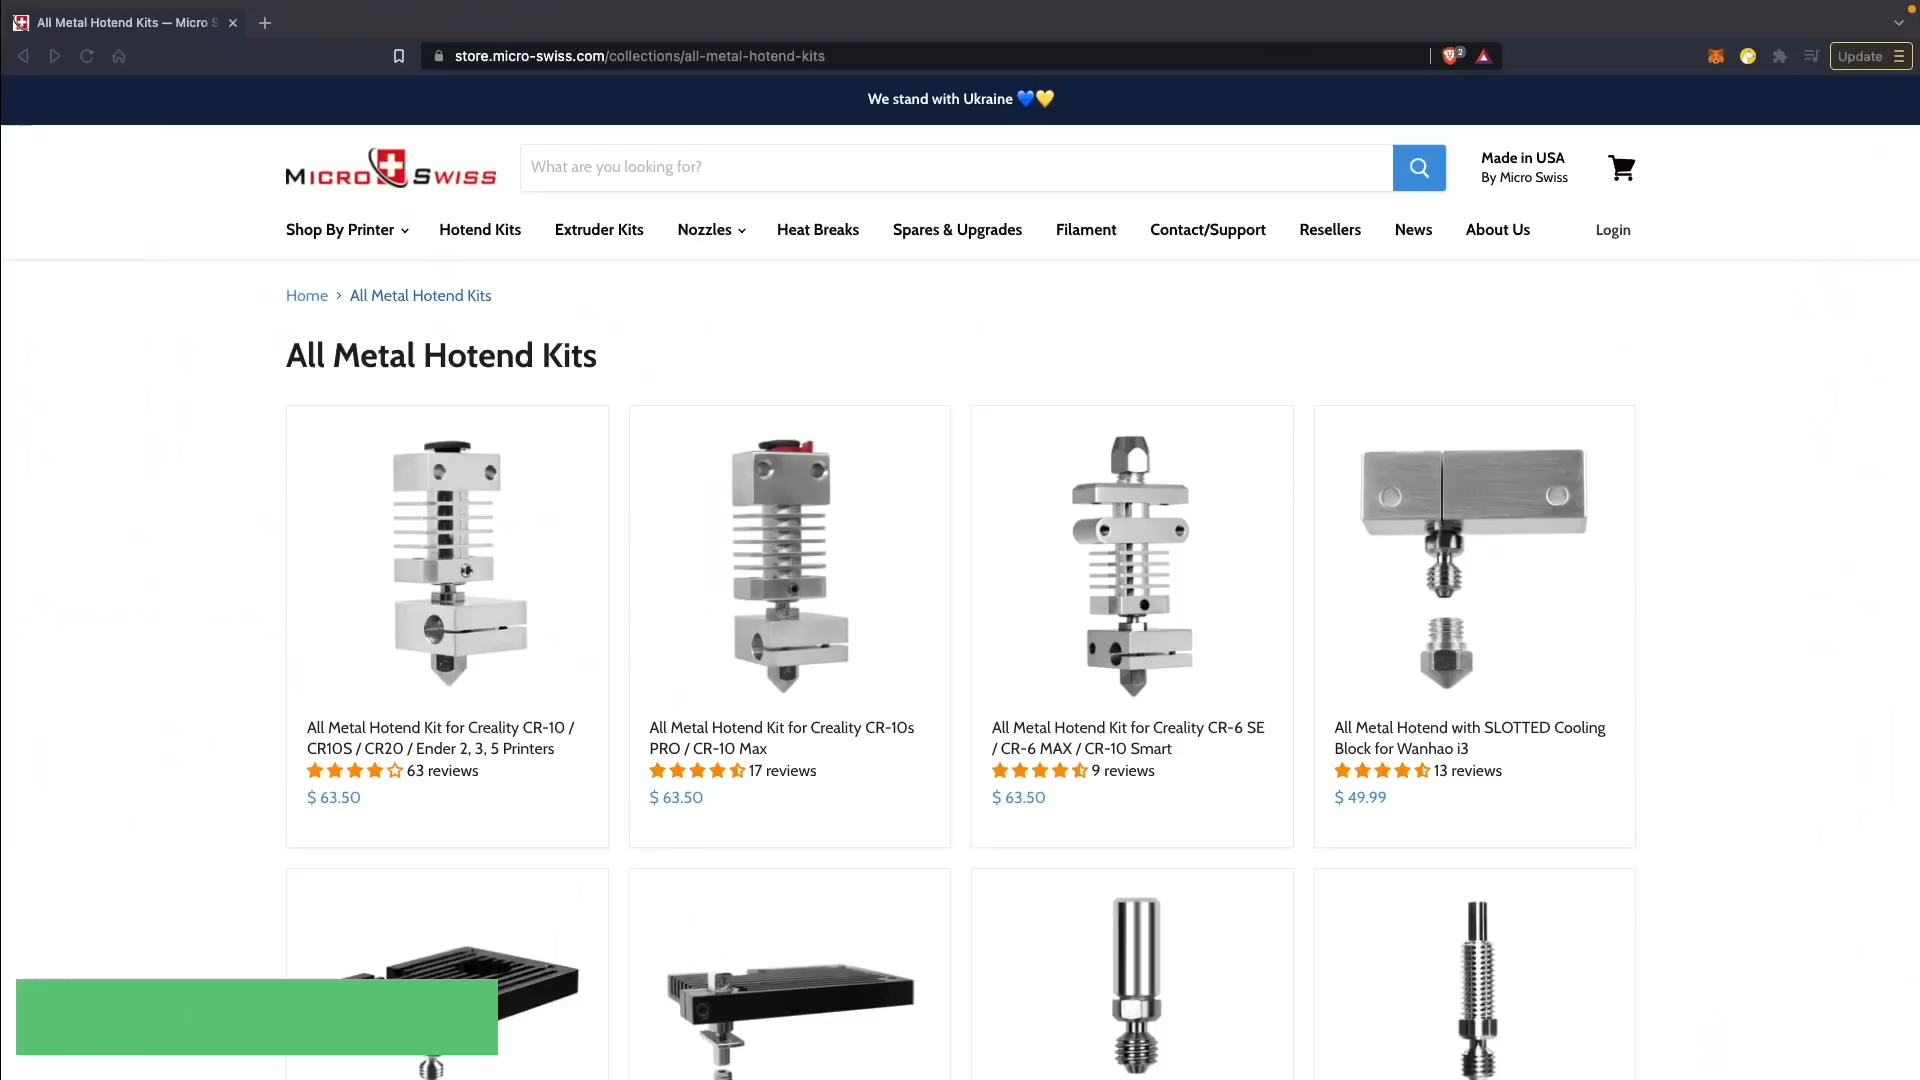 All Metal Hotend Kits — Micro S
store.micro-swiss.com/collections/all-metal-hotend-kits
2
Update
We stand with Ukraine 💙💛
MICRO SWISS
What are you looking for?
Made in USA
By Micro Swiss
Shop By Printer
Hotend Kits
Extruder Kits
Nozzles
Heat Breaks
Spares & Upgrades
Filament
Contact/Support
Resellers
News
About Us
Login
Home > All Metal Hotend Kits
All Metal Hotend Kits
All Metal Hotend Kit for Creality CR-10 /
CR10S / CR20 / Ender 2, 3, 5 Printers
63 reviews
$ 63.50
All Metal Hotend Kit for Creality CR-10s
PRO / CR-10 Max
17 reviews
$ 63.50
All Metal Hotend Kit for Creality CR-6 SE
/ CR-6 MAX / CR-10 Smart
9 reviews
$ 63.50
All Metal Hotend with SLOTTED Cooling
Block for Wanhao i3
13 reviews
$ 49.99